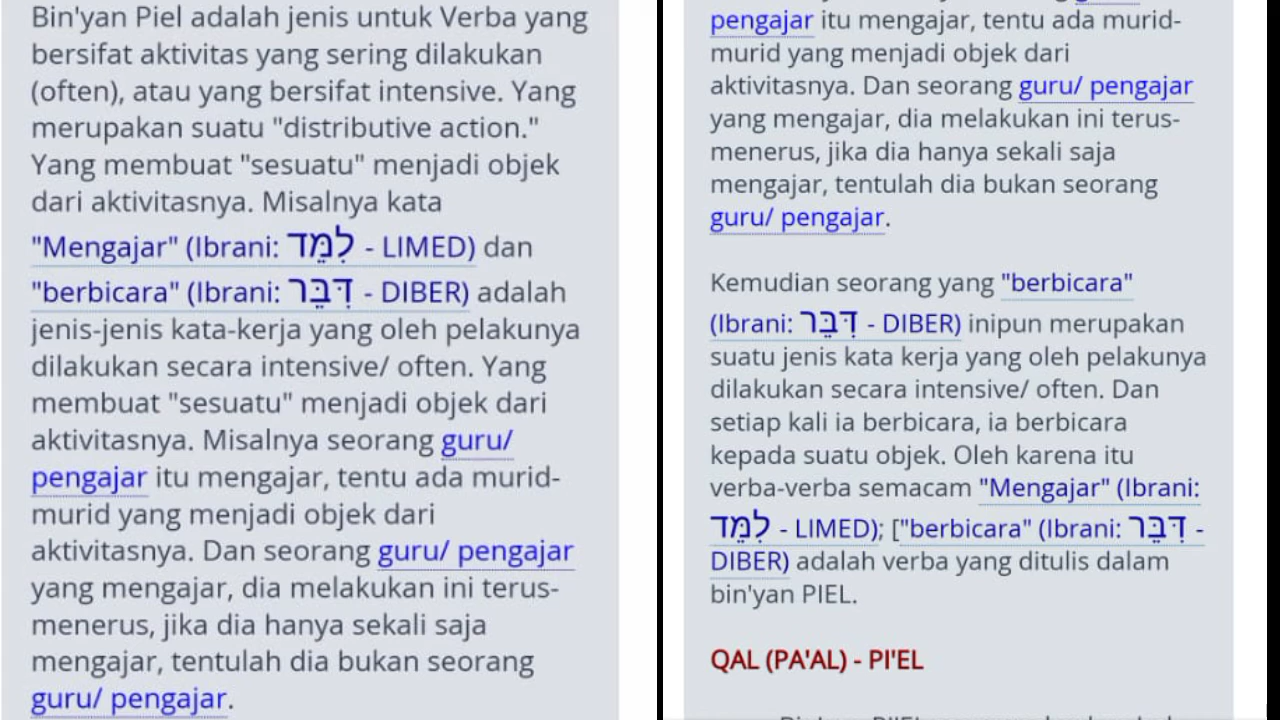 Bin'yan Piel adalah jenis untuk Verba yang
bersifat aktivitas yang sering dilakukan
(often), atau yang bersifat intensive. Yang
merupakan suatu "distributive action."
Yang membuat "sesuatu" menjadi objek
dari aktivitasnya. Misalnya kata
"Mengajar" (Ibrani: לִמֵּד - LIMED) dan
"berbicara" (Ibrani: דִּבֵּר - DIBER) adalah
jenis-jenis kata-kerja yang oleh pelakunya
dilakukan secara intensive/ often. Yang
membuat "sesuatu" menjadi objek dari
aktivitasnya. Misalnya seorang guru/
pengajar itu mengajar, tentu ada murid-
murid yang menjadi objek dari
aktivitasnya. Dan seorang guru/ pengajar
yang mengajar, dia melakukan ini terus-
menerus, jika dia hanya sekali saja
mengajar, tentulah dia bukan seorang
guru/ pengajar.
pengajar itu mengajar, tentu ada murid-
murid yang menjadi objek dari
aktivitasnya. Dan seorang guru/ pengajar
yang mengajar, dia melakukan ini terus-
menerus, jika dia hanya sekali saja
mengajar, tentulah dia bukan seorang
guru/ pengajar.
Kemudian seorang yang "berbicara"
(Ibrani: דִּבֵּר - DIBER) inipun merupakan
suatu jenis kata kerja yang oleh pelakunya
dilakukan secara intensive/ often. Dan
setiap kali ia berbicara, ia berbicara
kepada suatu objek. Oleh karena itu
verba-verba semacam "Mengajar" (Ibrani:
לִמֵּד - LIMED); ["berbicara" (Ibrani: דִּבֵּר -
DIBER) adalah verba yang ditulis dalam
bin'yan PIEL.
QAL (PA'AL) - PI'EL